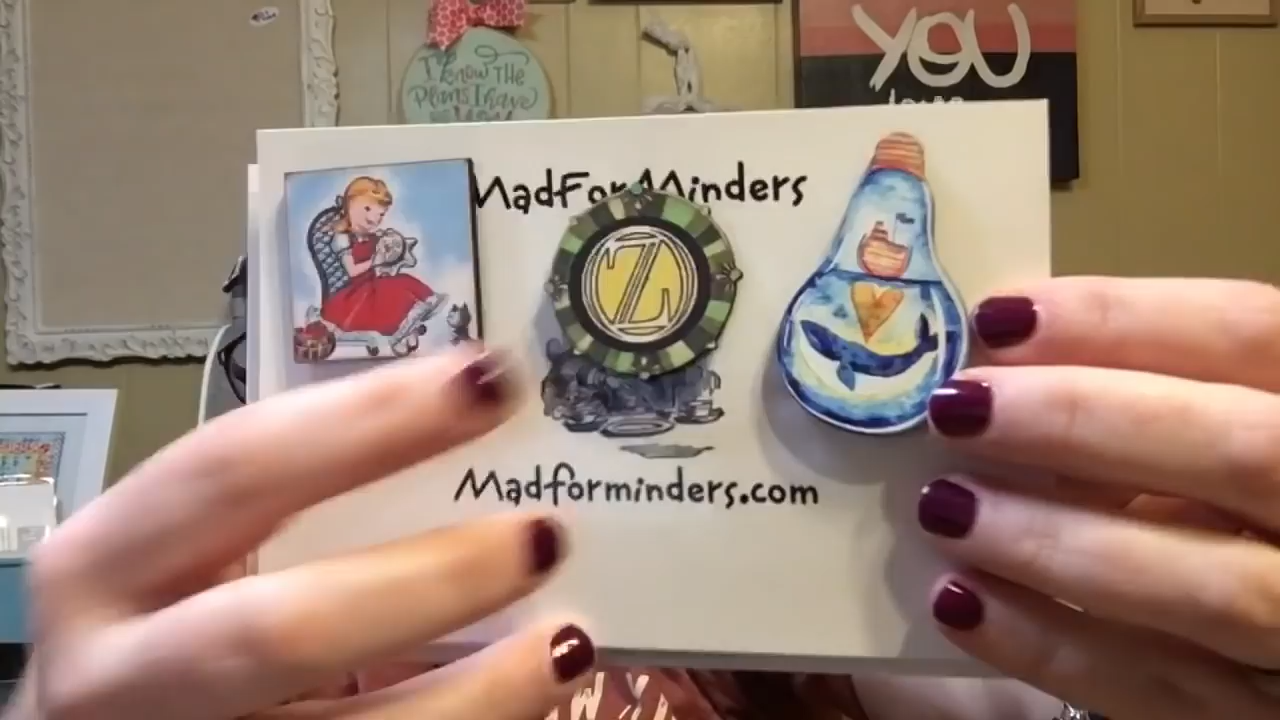 YOU
I know THE
Plans I have
MadForMinders
Z
Madforminders.com